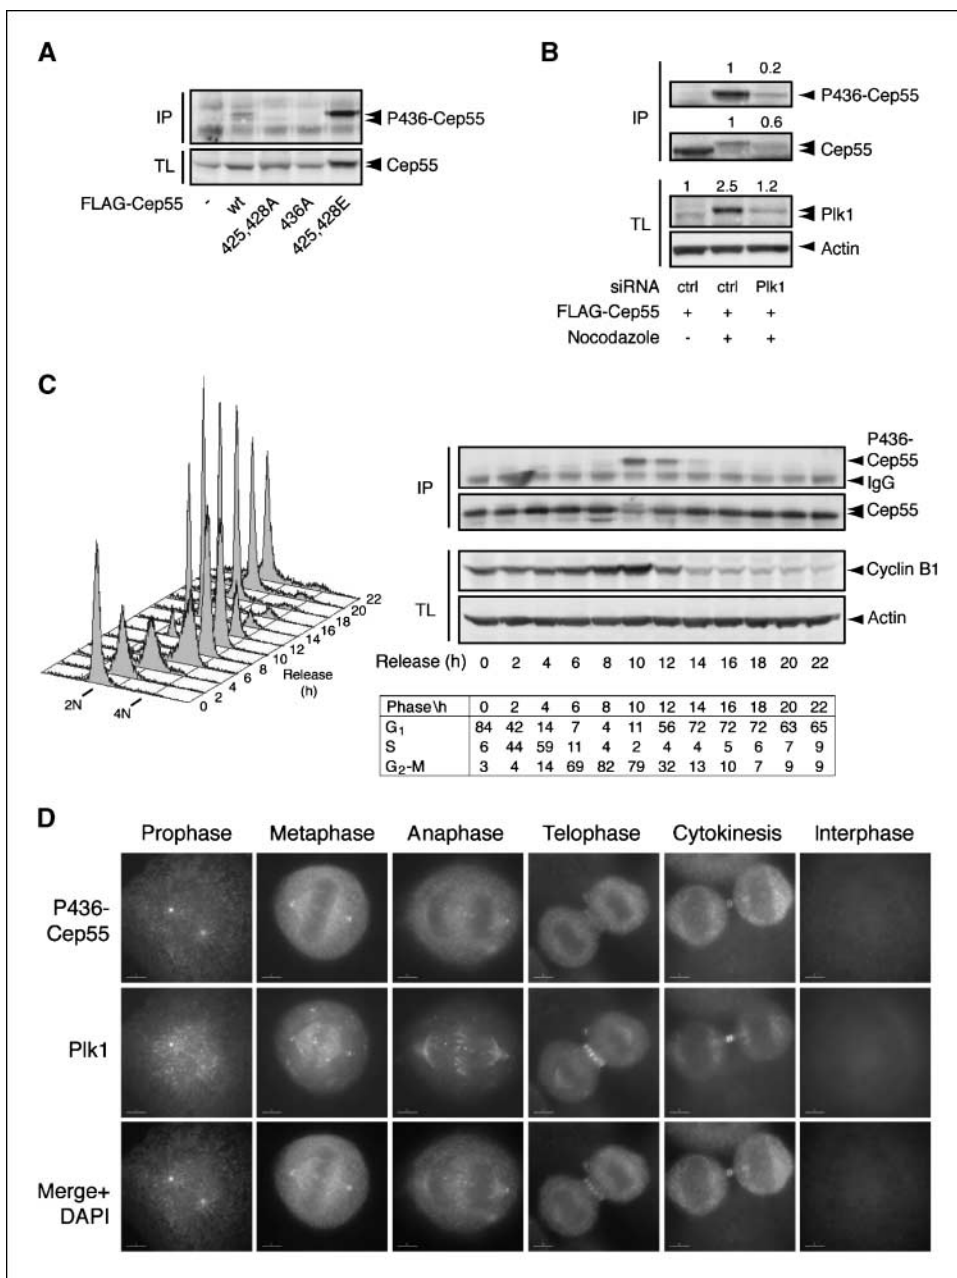 A
IP
P436-Cep55
TL
Cep55
FLAG-Cep55
-
wt
425,428A
436A
425,428E
B
1 0.2
P436-Cep55
IP
1 0.6
Cep55
1 2.5 1.2
Plk1
TL
Actin
siRNA ctrl ctrl Plk1
FLAG-Cep55 + + +
Nocodazole - + +
C
2N
4N
0 2 4 6 8 10 12 14 16 18 20 22
Release
(h)
P436-
Cep55
IgG
IP
Cep55
Cyclin B1
TL
Actin
Release (h) 0 2 4 6 8 10 12 14 16 18 20 22
Phase\h 0 2 4 6 8 10 12 14 16 18 20 22
G1 84 42 14 7 4 11 56 72 72 72 63 65
S 6 44 59 11 4 2 4 4 5 6 7 9
G2-M 3 4 14 69 82 79 32 13 10 7 9 9
D
Prophase Metaphase Anaphase Telophase Cytokinesis Interphase
P436-
Cep55
Plk1
Merge+
DAPI